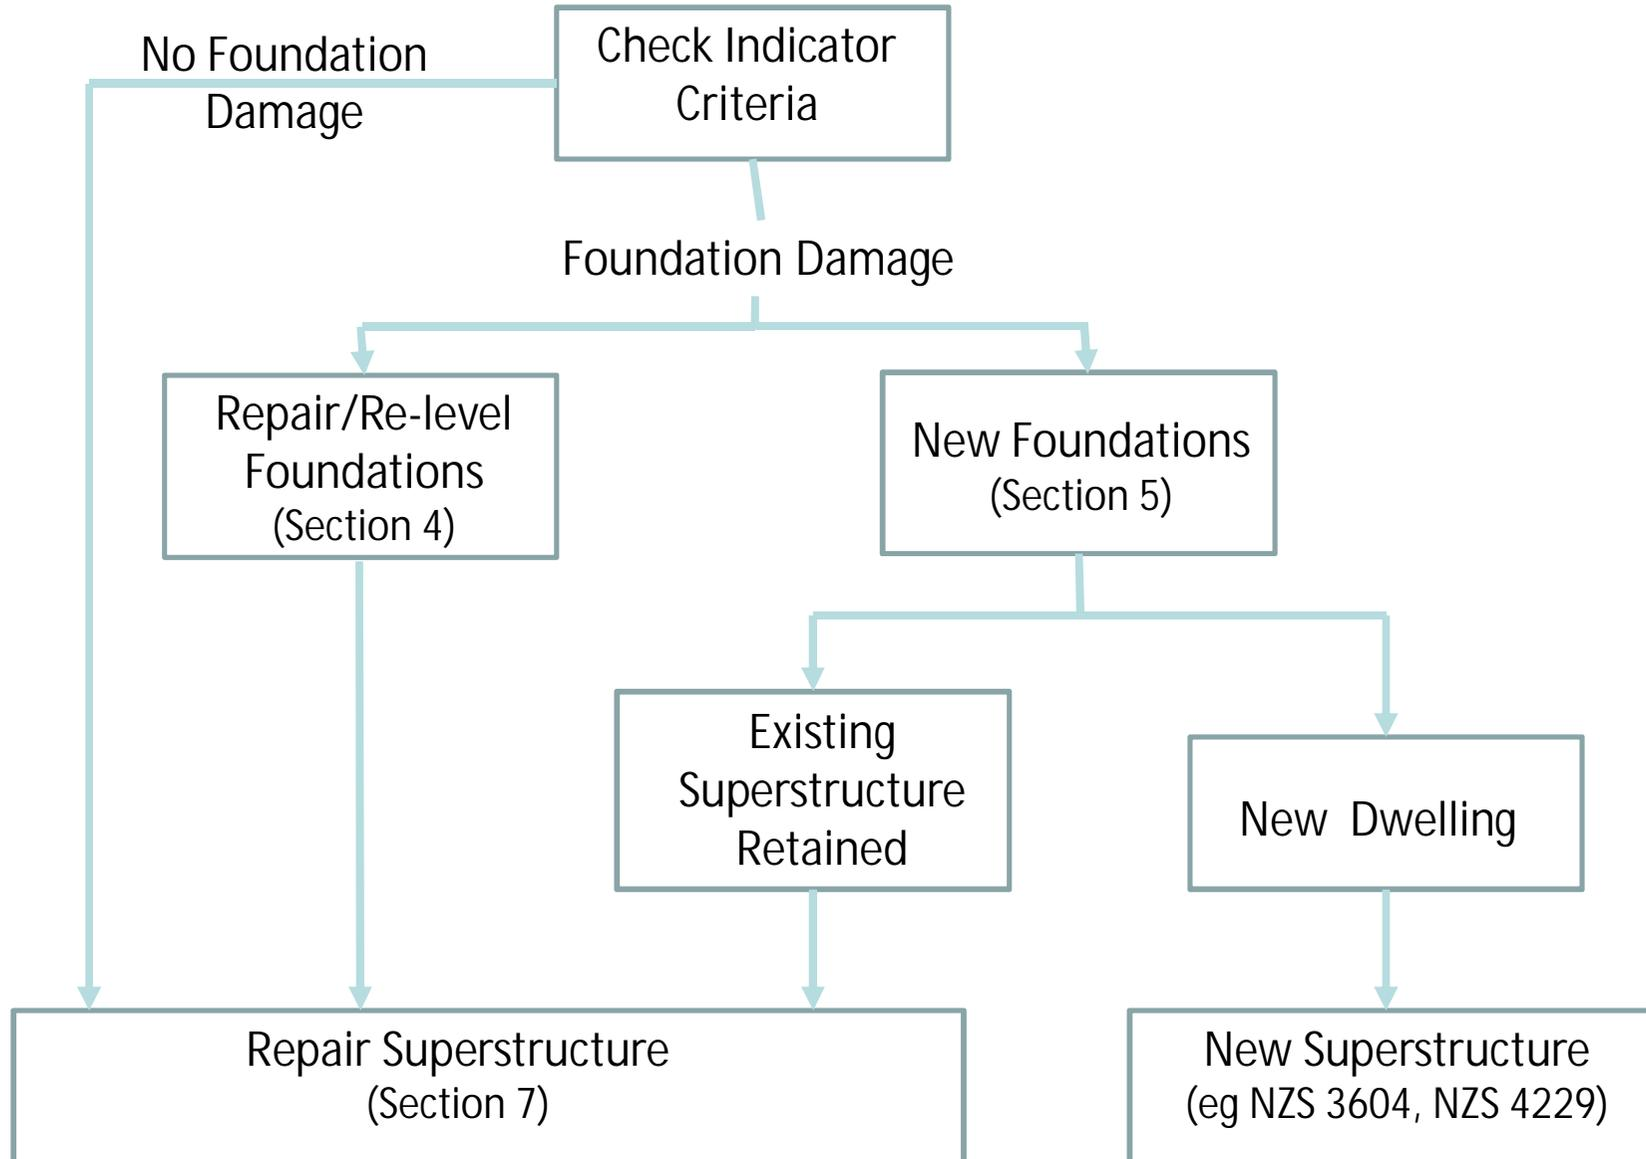 No Foundation
Damage
Check Indicator
Criteria
Foundation Damage
Repair/Re-level
Foundations
(Section 4)
New Foundations
(Section 5)
Existing
Superstructure
Retained
New Dwelling
Repair Superstructure
(Section 7)
New Superstructure
(eg NZS 3604, NZS 4229)